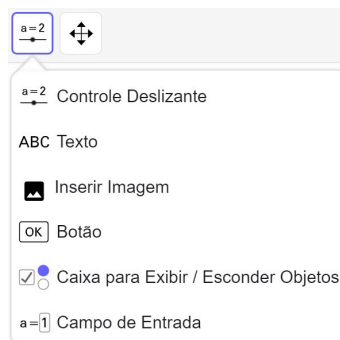 a=2
a=2 Controle Deslizante
ABC Texto
Inserir Imagem
OK Botão
Caixa para Exibir / Esconder Objetos
a=1 Campo de Entrada